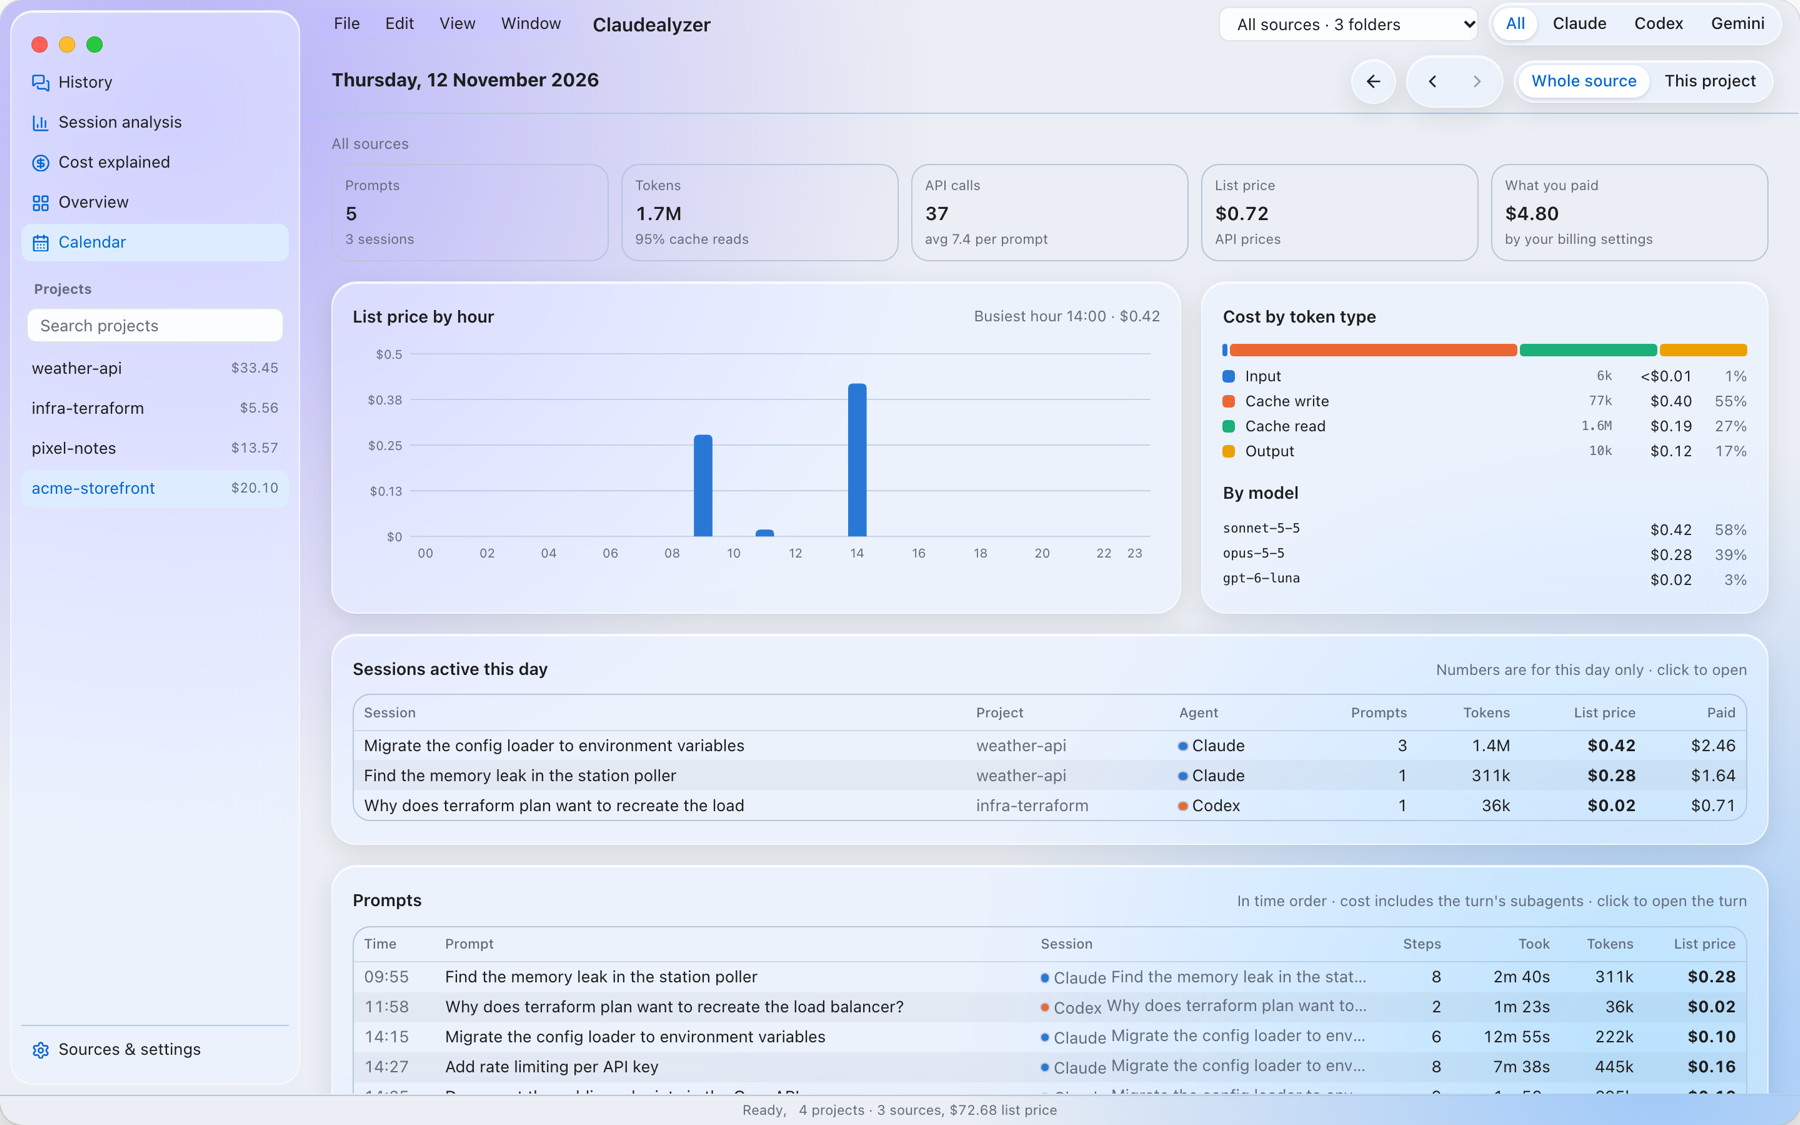 File Edit View Window Claudealyzer All sources · 3 folders All Claude Codex Gemini
Thursday, 12 November 2026 Whole source This project
History
Session analysis
Cost explained
Overview
Calendar
Projects
Search projects
weather-api $33.45
infra-terraform $5.56
pixel-notes $13.57
acme-storefront $20.10
Sources & settings
All sources
Prompts
5
3 sessions
Tokens
1.7M
95% cache reads
API calls
37
avg 7.4 per prompt
List price
$0.72
API prices
What you paid
$4.80
by your billing settings
List price by hour Busiest hour 14:00 · $0.42
$0.5
$0.38
$0.25
$0.13
$0
00 02 04 06 08 10 12 14 16 18 20 22 23
Cost by token type
Input 6k <$0.01 1%
Cache write 77k $0.40 55%
Cache read 1.6M $0.19 27%
Output 10k $0.12 17%
By model
sonnet-5-5 $0.42 58%
opus-5-5 $0.28 39%
gpt-6-luna $0.02 3%
Sessions active this day Numbers are for this day only · click to open
Session Project Agent Prompts Tokens List price Paid
Migrate the config loader to environment variables weather-api Claude 3 1.4M $0.42 $2.46
Find the memory leak in the station poller weather-api Claude 1 311k $0.28 $1.64
Why does terraform plan want to recreate the load infra-terraform Codex 1 36k $0.02 $0.71
Prompts In time order · cost includes the turn's subagents · click to open the turn
Time Prompt Session Steps Took Tokens List price
09:55 Find the memory leak in the station poller Claude Find the memory leak in the stat… 8 2m 40s 311k $0.28
11:58 Why does terraform plan want to recreate the load balancer? Codex Why does terraform plan want to… 2 1m 23s 36k $0.02
14:15 Migrate the config loader to environment variables Claude Migrate the config loader to env… 6 12m 55s 222k $0.10
14:27 Add rate limiting per API key Claude Migrate the config loader to env… 8 7m 38s 445k $0.16
Ready, 4 projects · 3 sources, $72.68 list price